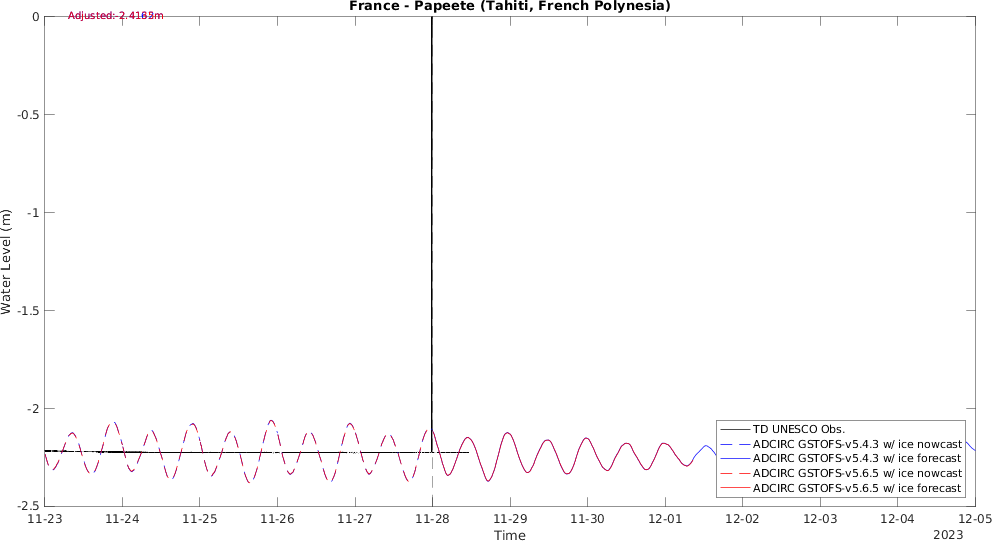 France - Papeete (Tahiti, French Polynesia)
Adjusted:
0
-0.5
-1
-1.5
-2
-2.5
Water Level (m)
TD UNESCO Obs.
ADCIRC GSTOFS-v5.4.3 w/ ice nowcast
ADCIRC GSTOFS-v5.4.3 w/ ice forecast
ADCIRC GSTOFS-v5.6.5 w/ ice nowcast
ADCIRC GSTOFS-v5.6.5 w/ ice forecast
11-23 11-24 11-25 11-26 11-27 11-28 11-29 11-30 12-01 12-02 12-03 12-04 12-05
Time
2023